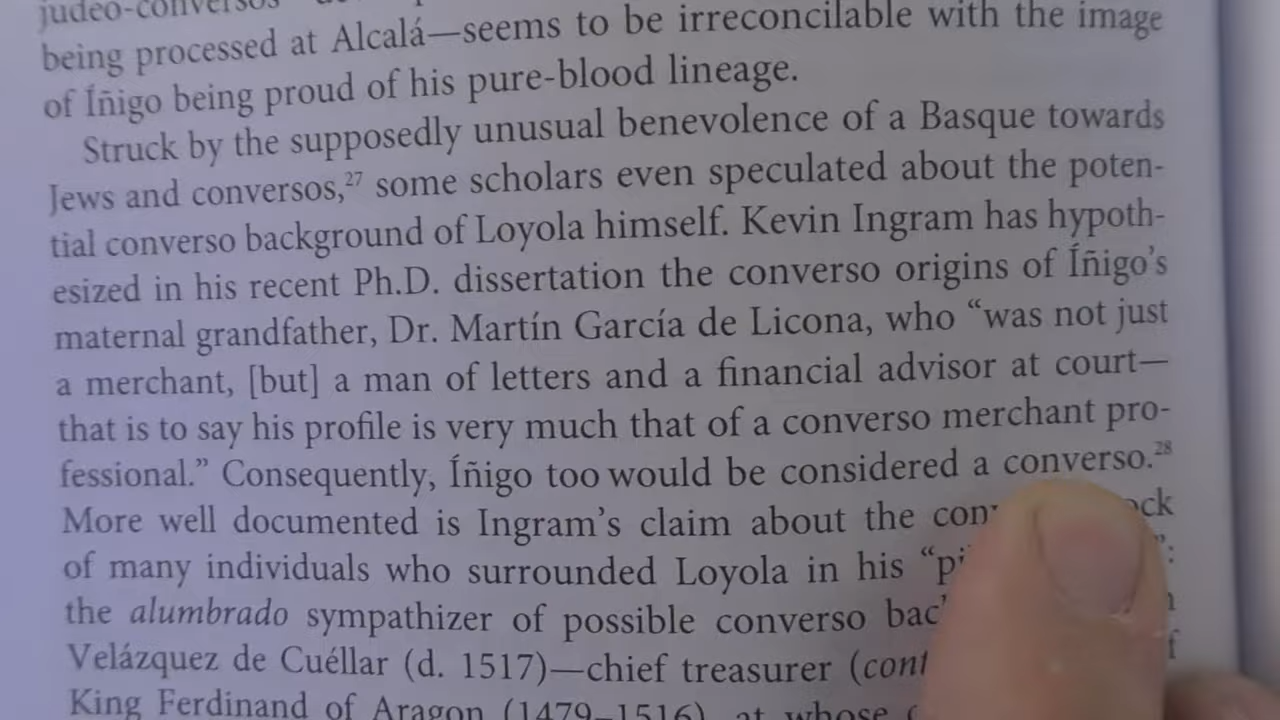 judeo-conversos
being processed at Alcalá—seems to be irreconcilable with the image
of Íñigo being proud of his pure-blood lineage.
Struck by the supposedly unusual benevolence of a Basque towards
Jews and conversos,27 some scholars even speculated about the poten-
tial converso background of Loyola himself. Kevin Ingram has hypoth-
esized in his recent Ph.D. dissertation the converso origins of Íñigo's
maternal grandfather, Dr. Martín García de Licona, who “was not just
a merchant, [but] a man of letters and a financial advisor at court—
that is to say his profile is very much that of a converso merchant pro-
fessional.” Consequently, Íñigo too would be considered a converso.28
More well documented is Ingram's claim about the
of many individuals who surrounded Loyola in his
the alumbrado sympathizer of possible converso
Velázquez de Cuéllar (d. 1517)—chief treasurer
King Ferdinand of Aragon (1479–1516), at whose